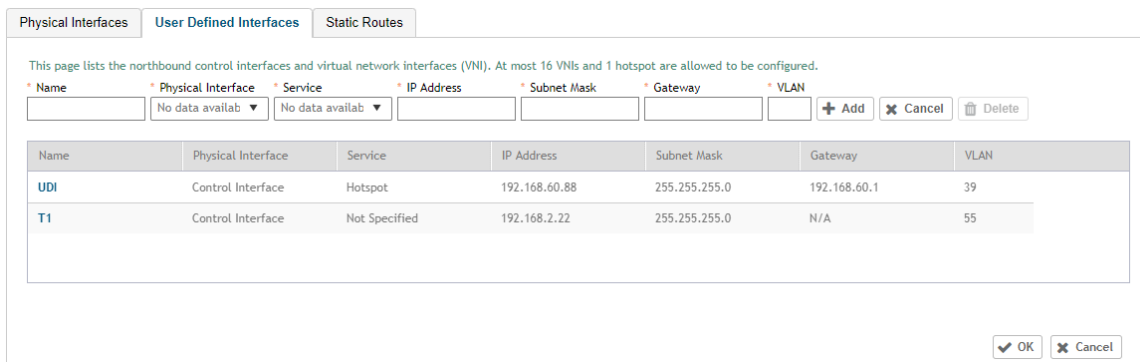 Physical Interfaces User Defined Interfaces Static Routes
This page lists the northbound control interfaces and virtual network interfaces (VNI). At most 16 VNIs and 1 hotspot are allowed to be configured.
* Name * Physical Interface * Service * IP Address * Subnet Mask * Gateway * VLAN
No data availab ▼ No data availab ▼ Add Cancel Delete
Name Physical Interface Service IP Address Subnet Mask Gateway VLAN
UDI Control Interface Hotspot 192.168.60.88 255.255.255.0 192.168.60.1 39
T1 Control Interface Not Specified 192.168.2.22 255.255.255.0 N/A 55
OK Cancel